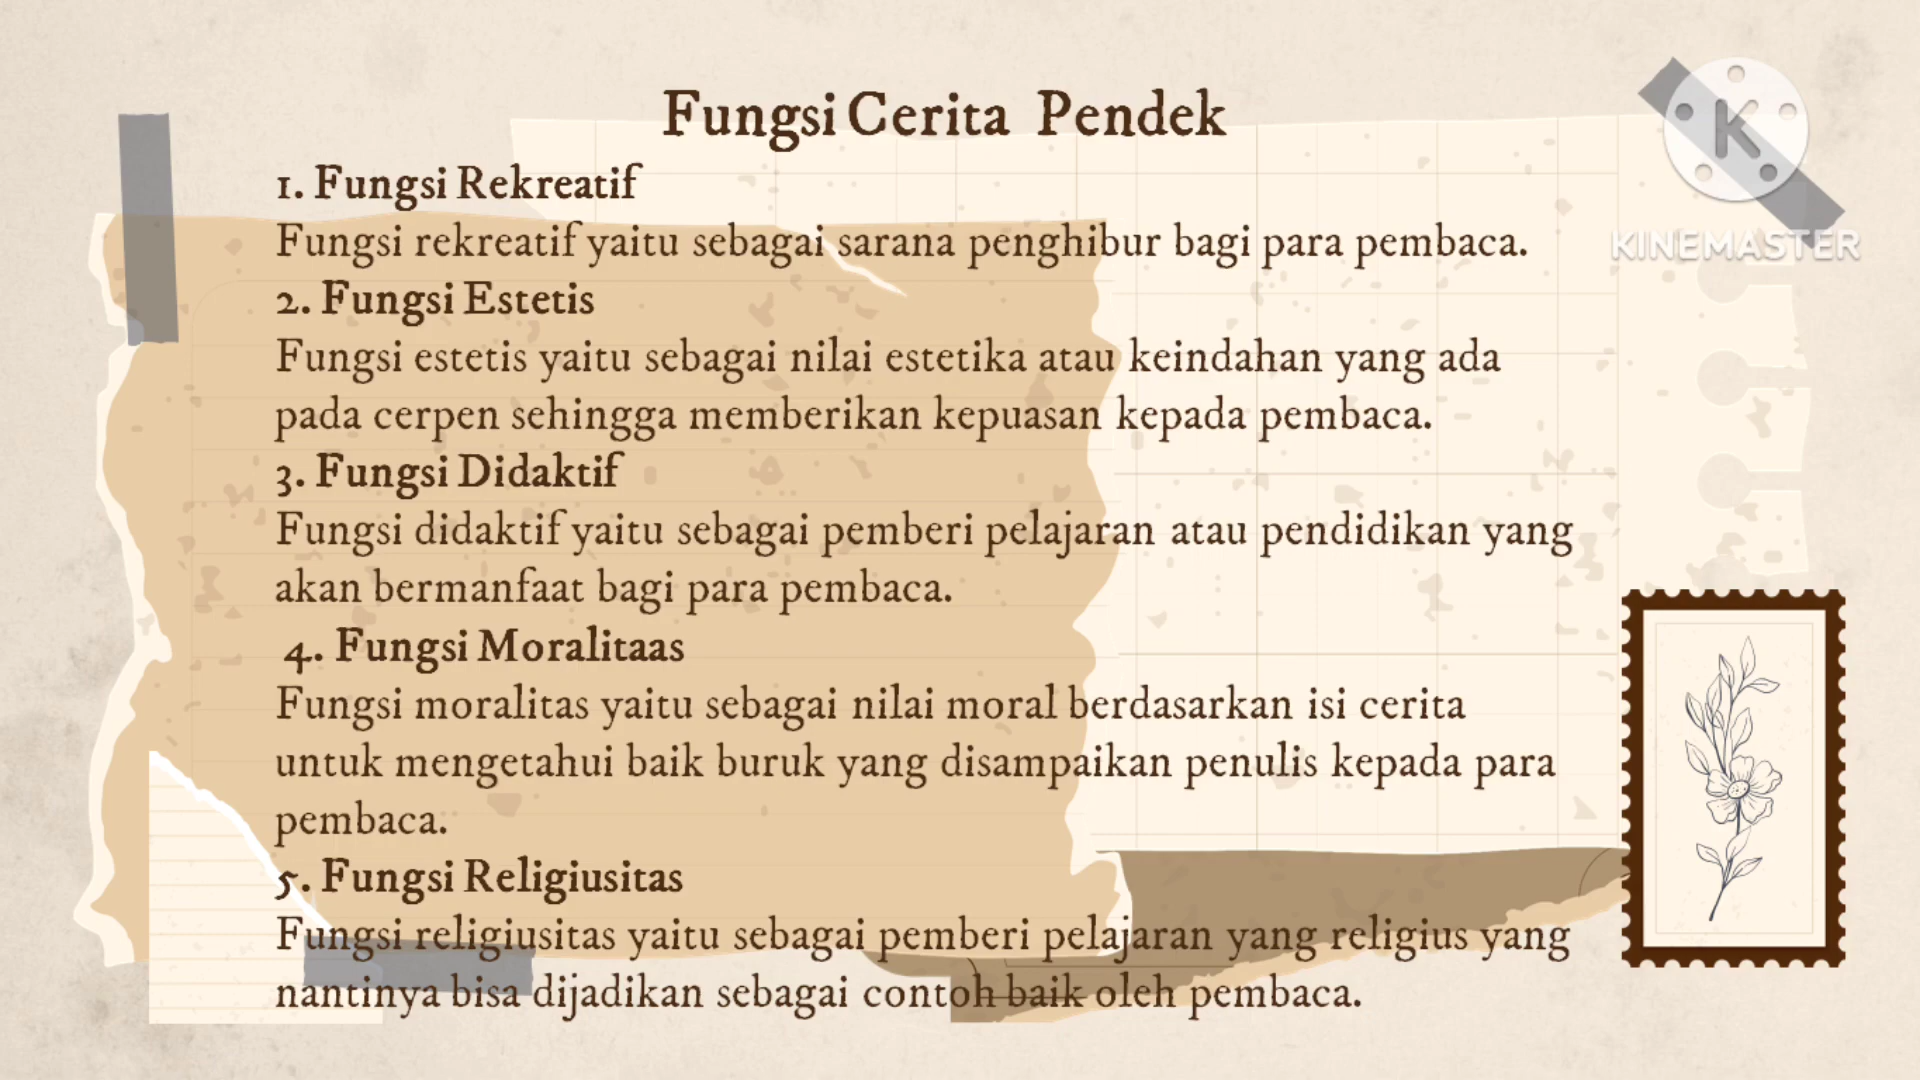 Fungsi Cerita Pendek
1. Fungsi Rekreatif
Fungsi rekreatif yaitu sebagai sarana penghibur bagi para pembaca.
2. Fungsi Estetis
Fungsi estetis yaitu sebagai nilai estetika atau keindahan yang ada
pada cerpen sehingga memberikan kepuasan kepada pembaca.
3. Fungsi Didaktif
Fungsi didaktif yaitu sebagai pemberi pelajaran atau pendidikan yang
akan bermanfaat bagi para pembaca.
4. Fungsi Moralitaas
Fungsi moralitas yaitu sebagai nilai moral berdasarkan isi cerita
untuk mengetahui baik buruk yang disampaikan penulis kepada para
pembaca.
5. Fungsi Religiusitas
Fungsi religiusitas yaitu sebagai pemberi pelajaran yang religius yang
nantinya bisa dijadikan sebagai contoh baik oleh pembaca.
K
KINEMASTER